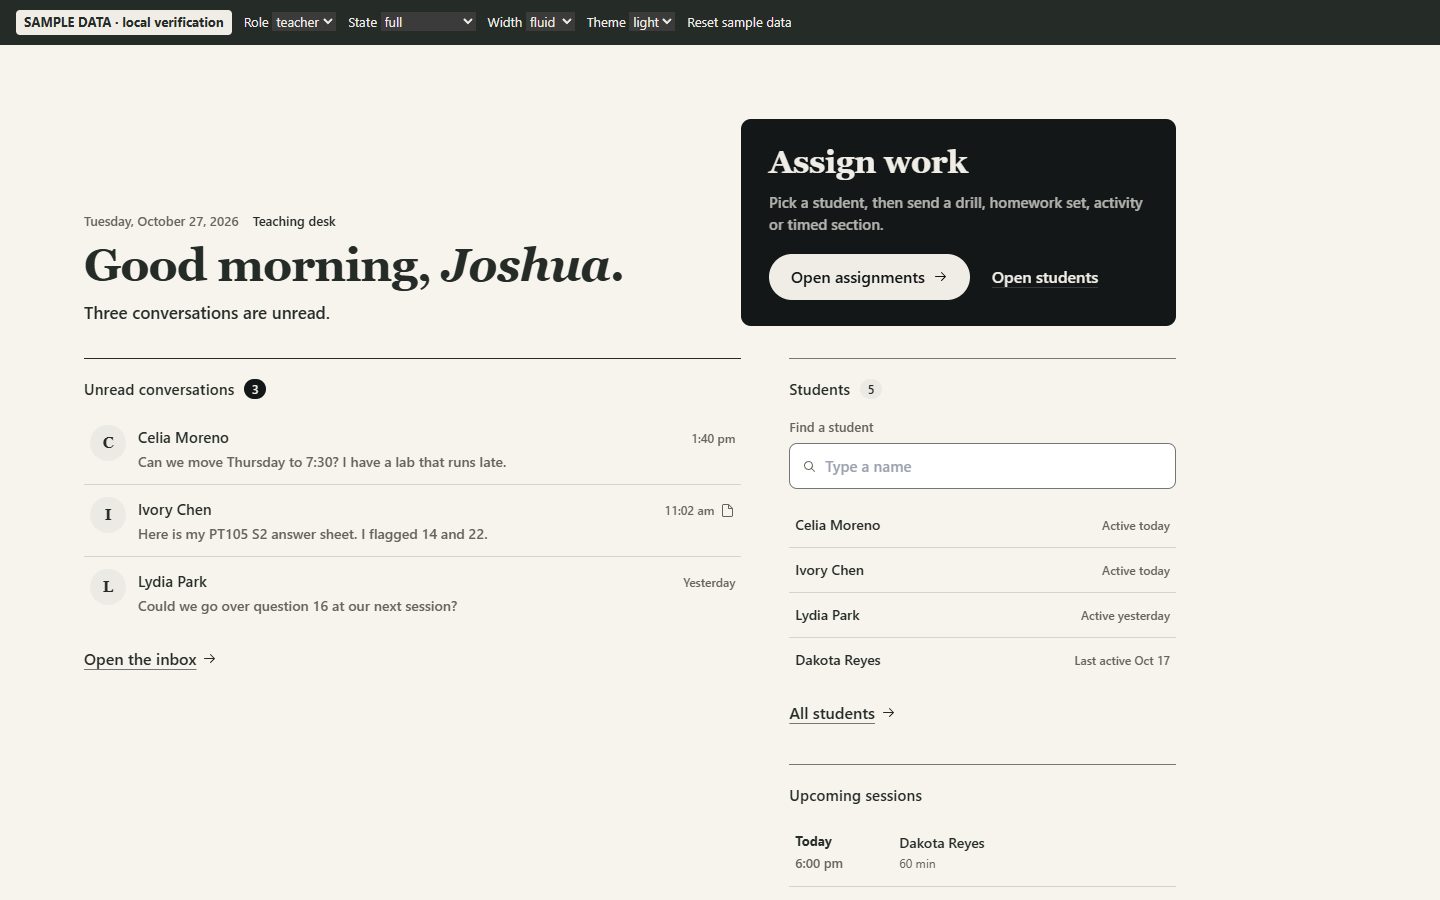 SAMPLE DATA · local verification Role teacher State full Width fluid Theme light Reset sample data
Tuesday, October 27, 2026 Teaching desk
Good morning, Joshua.
Three conversations are unread.
Assign work
Pick a student, then send a drill, homework set, activity
or timed section.
Open assignments → Open students
Unread conversations 3
C
Celia Moreno 1:40 pm
Can we move Thursday to 7:30? I have a lab that runs late.
I
Ivory Chen 11:02 am
Here is my PT105 S2 answer sheet. I flagged 14 and 22.
L
Lydia Park Yesterday
Could we go over question 16 at our next session?
Open the inbox →
Students 5
Find a student
Type a name
Celia Moreno Active today
Ivory Chen Active today
Lydia Park Active yesterday
Dakota Reyes Last active Oct 17
All students →
Upcoming sessions
Today Dakota Reyes
6:00 pm 60 min